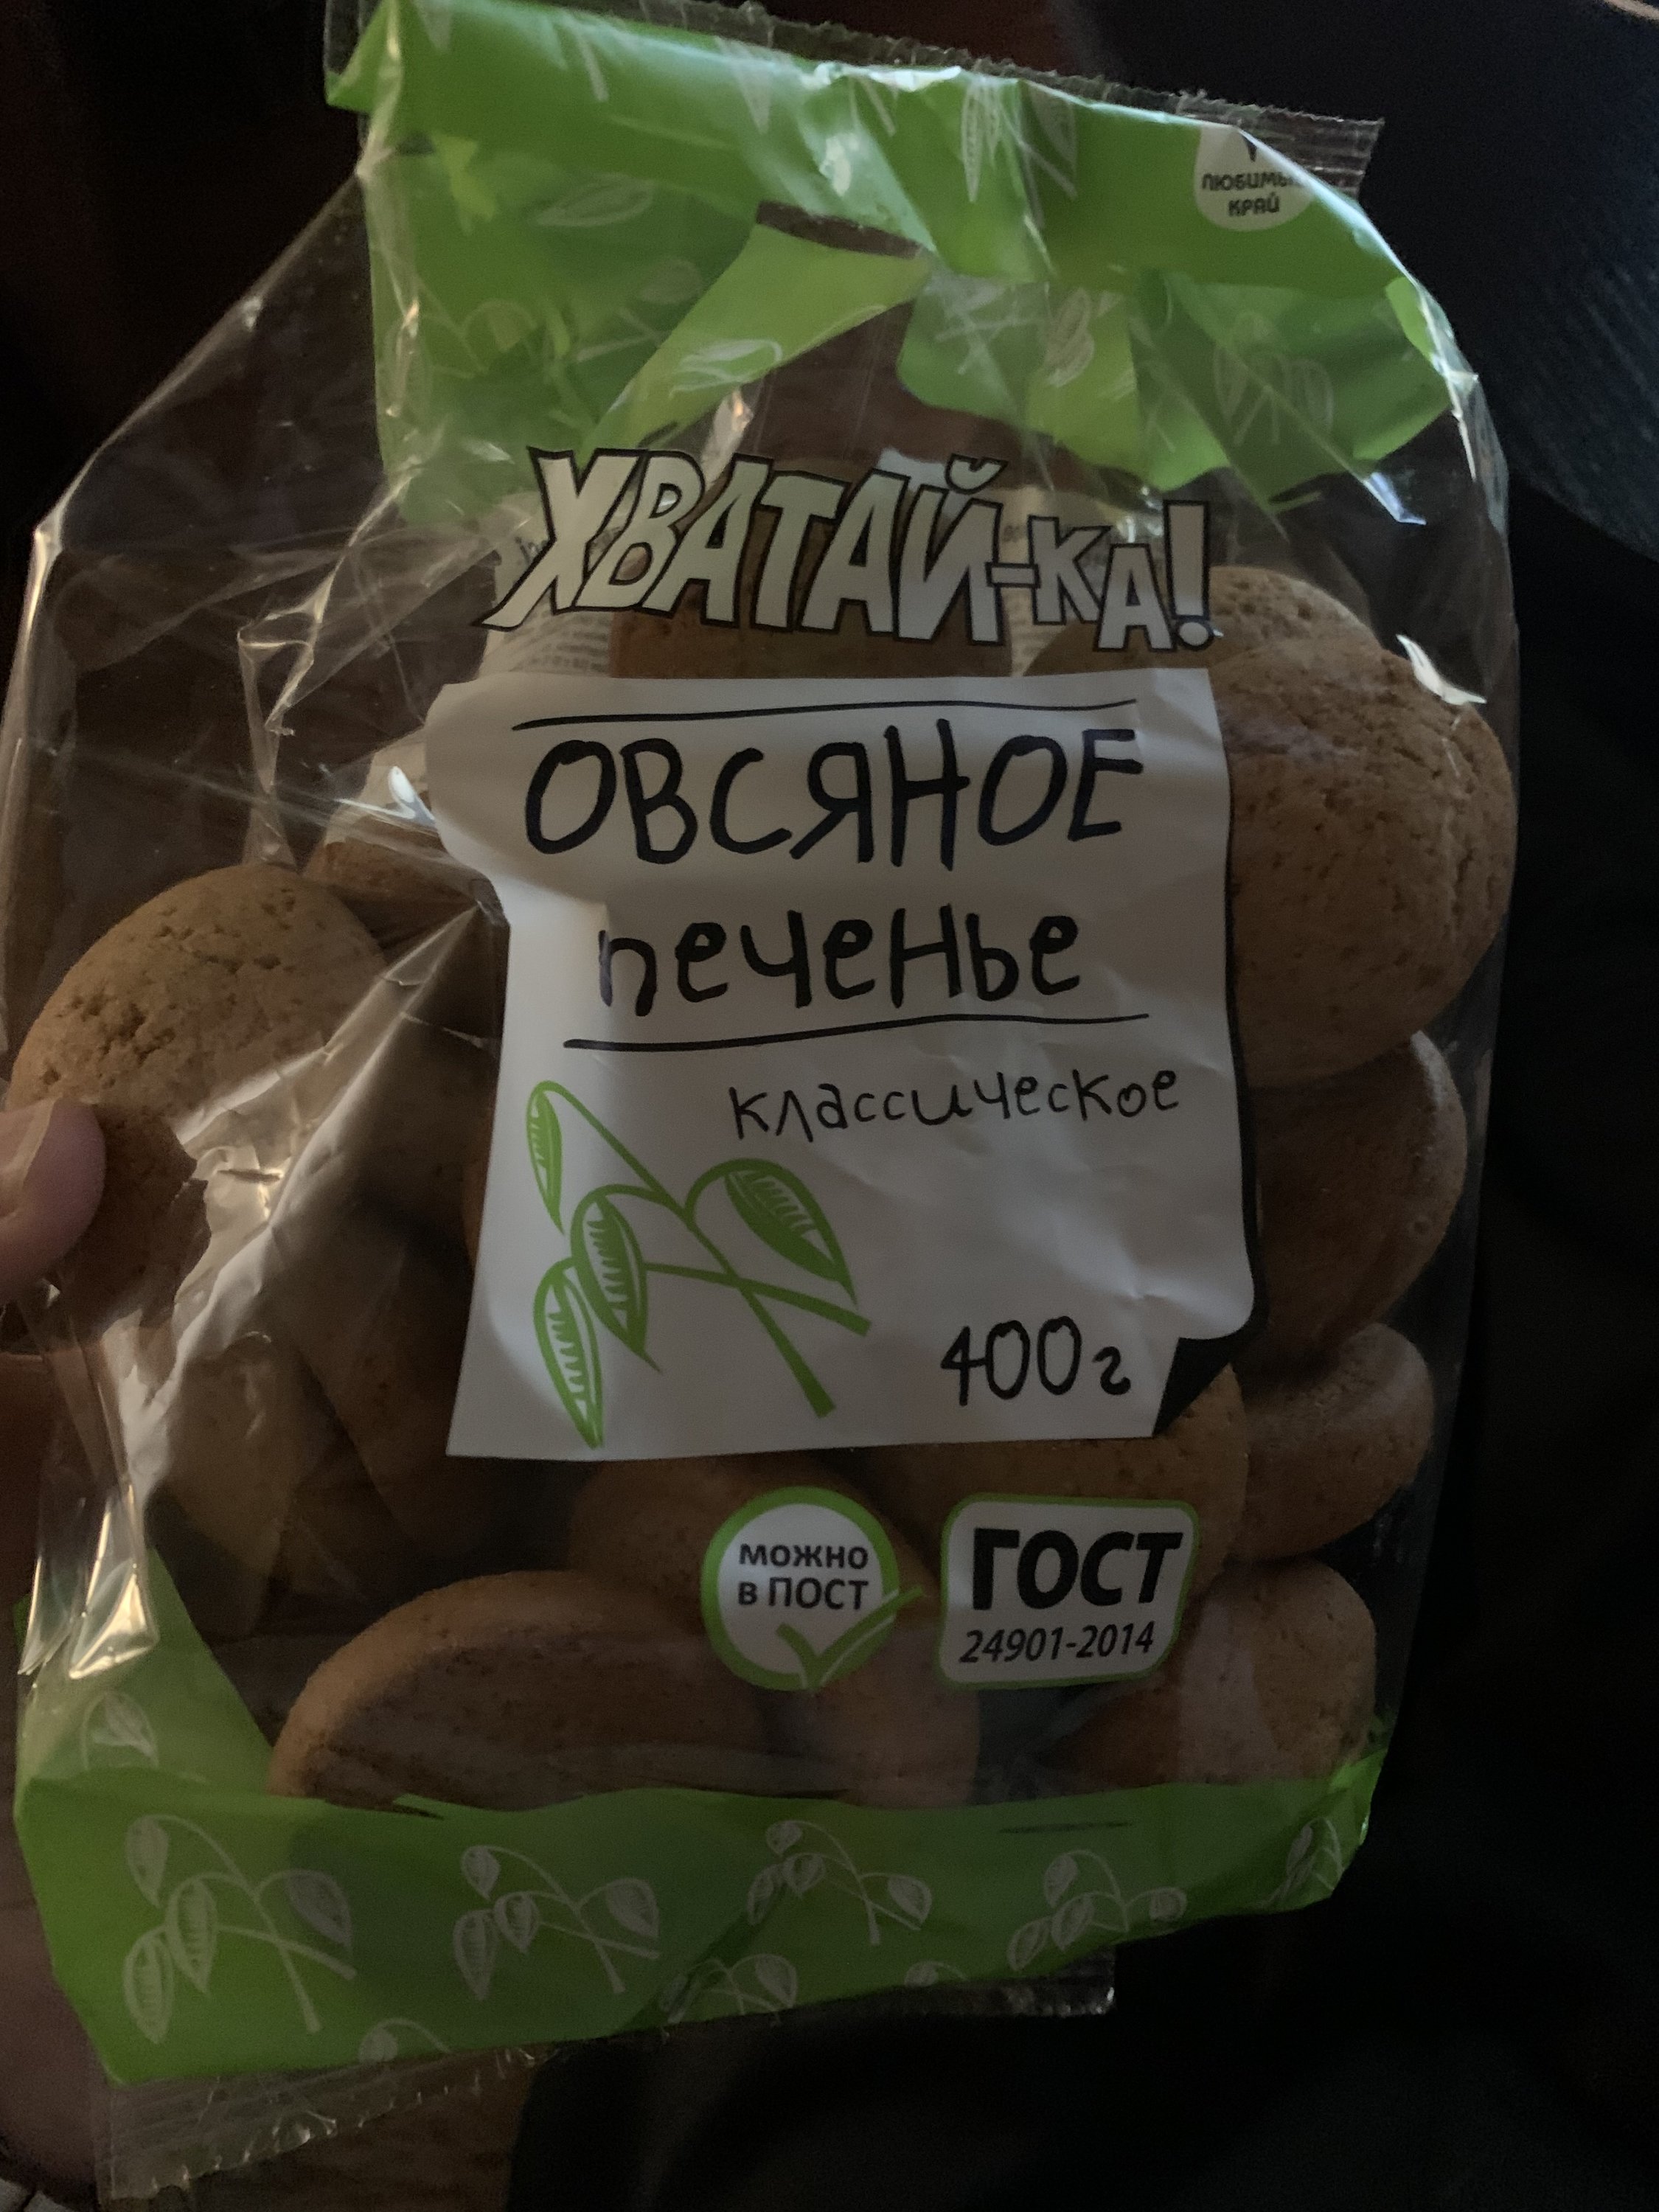 ЛЮБИМЫЙ
КРАЙ
ХВАТАЙ-КА!
ОВСЯНОЕ
печенье
классическое
400г
МОЖНО
В ПОСТ
ГОСТ
24901-2014